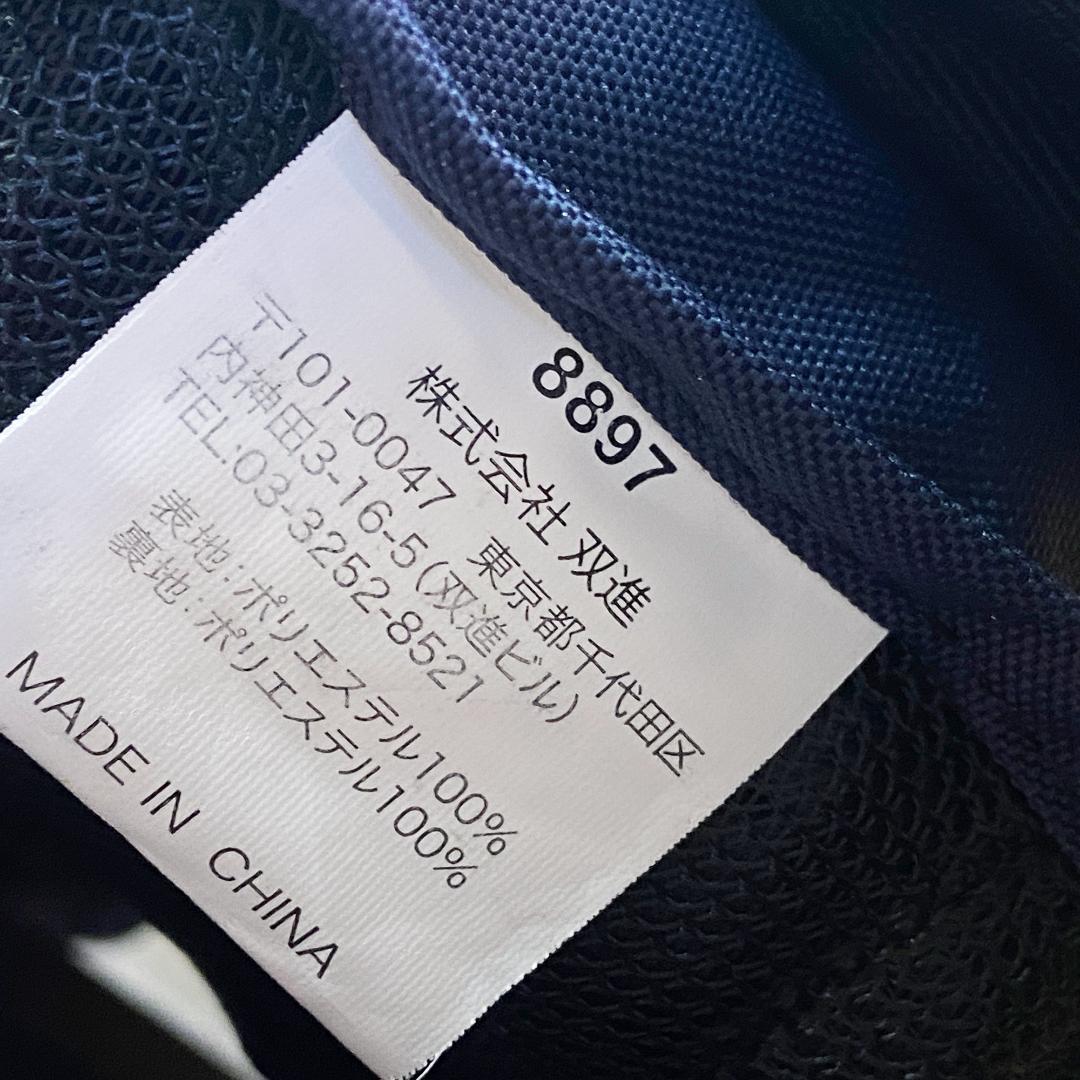 8897
株式会社 双進
〒101-0047 東京都千代田区
内神田3-16-5(双進ビル)
TEL:03-3252-8521
表地:ポリエステル100%
裏地:ポリエステル100%
MADE IN CHINA